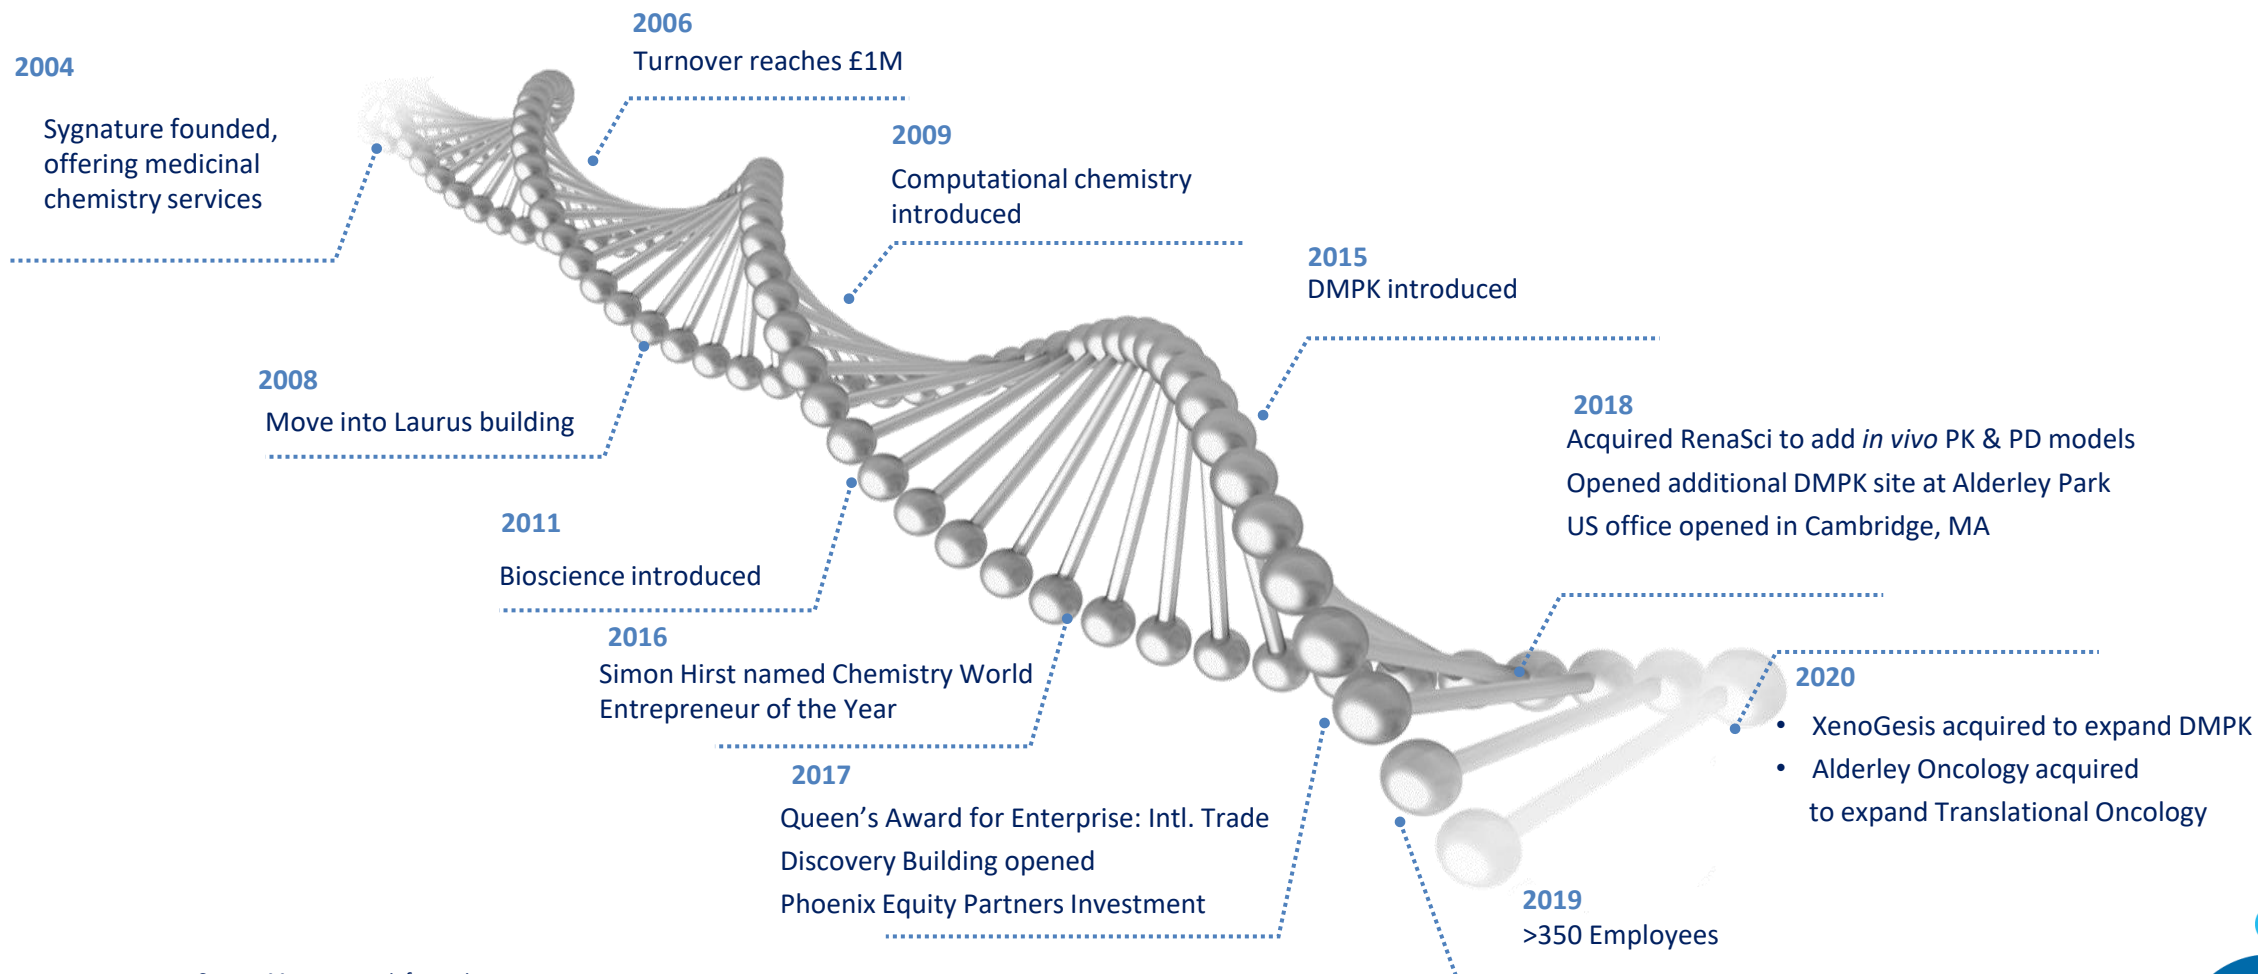 2004
Sygnature founded,
offering medicinal
chemistry services
2006
Turnover reaches £1M
2008
Move into Laurus building
2009
Computational chemistry
introduced
2011
Bioscience introduced
2015
DMPK introduced
2016
Simon Hirst named Chemistry World
Entrepreneur of the Year
2017
Queen’s Award for Enterprise: Intl. Trade
Discovery Building opened
Phoenix Equity Partners Investment
2018
Acquired RenaSci to add in vivo PK & PD models
Opened additional DMPK site at Alderley Park
US office opened in Cambridge, MA
2019
>350 Employees
2020
• XenoGesis acquired to expand DMPK
• Alderley Oncology acquired
to expand Translational Oncology